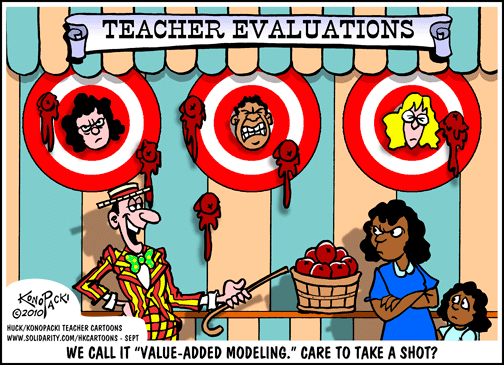 TEACHER EVALUATIONS
KONOPACKI
©2010
HUCK/KONOPACKI TEACHER CARTOONS
WWW.SOLIDARITY.COM/HKCARTOONS - SEPT
WE CALL IT "VALUE-ADDED MODELING." CARE TO TAKE A SHOT?